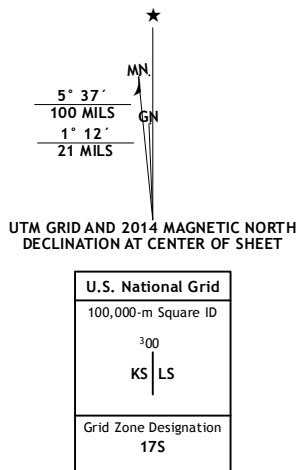 ★
MN.
GN
5° 37´
100 MILS
1° 12´
21 MILS
UTM GRID AND 2014 MAGNETIC NORTH
DECLINATION AT CENTER OF SHEET
U.S. National Grid
100,000-m Square ID
³00
KS LS
Grid Zone Designation
17S